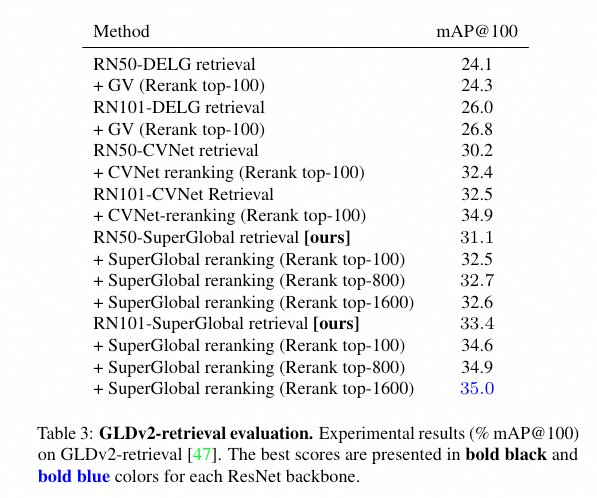 Method mAP@100
RN50-DELG retrieval 24.1
+ GV (Rerank top-100) 24.3
RN101-DELG retrieval 26.0
+ GV (Rerank top-100) 26.8
RN50-CVNet retrieval 30.2
+ CVNet reranking (Rerank top-100) 32.4
RN101-CVNet Retrieval 32.5
+ CVNet-reranking (Rerank top-100) 34.9
RN50-SuperGlobal retrieval [ours] 31.1
+ SuperGlobal reranking (Rerank top-100) 32.5
+ SuperGlobal reranking (Rerank top-800) 32.7
+ SuperGlobal reranking (Rerank top-1600) 32.6
RN101-SuperGlobal retrieval [ours] 33.4
+ SuperGlobal reranking (Rerank top-100) 34.6
+ SuperGlobal reranking (Rerank top-800) 34.9
+ SuperGlobal reranking (Rerank top-1600) 35.0
Table 3: GLDv2-retrieval evaluation. Experimental results (% mAP@100)
on GLDv2-retrieval [47]. The best scores are presented in bold black and
bold blue colors for each ResNet backbone.